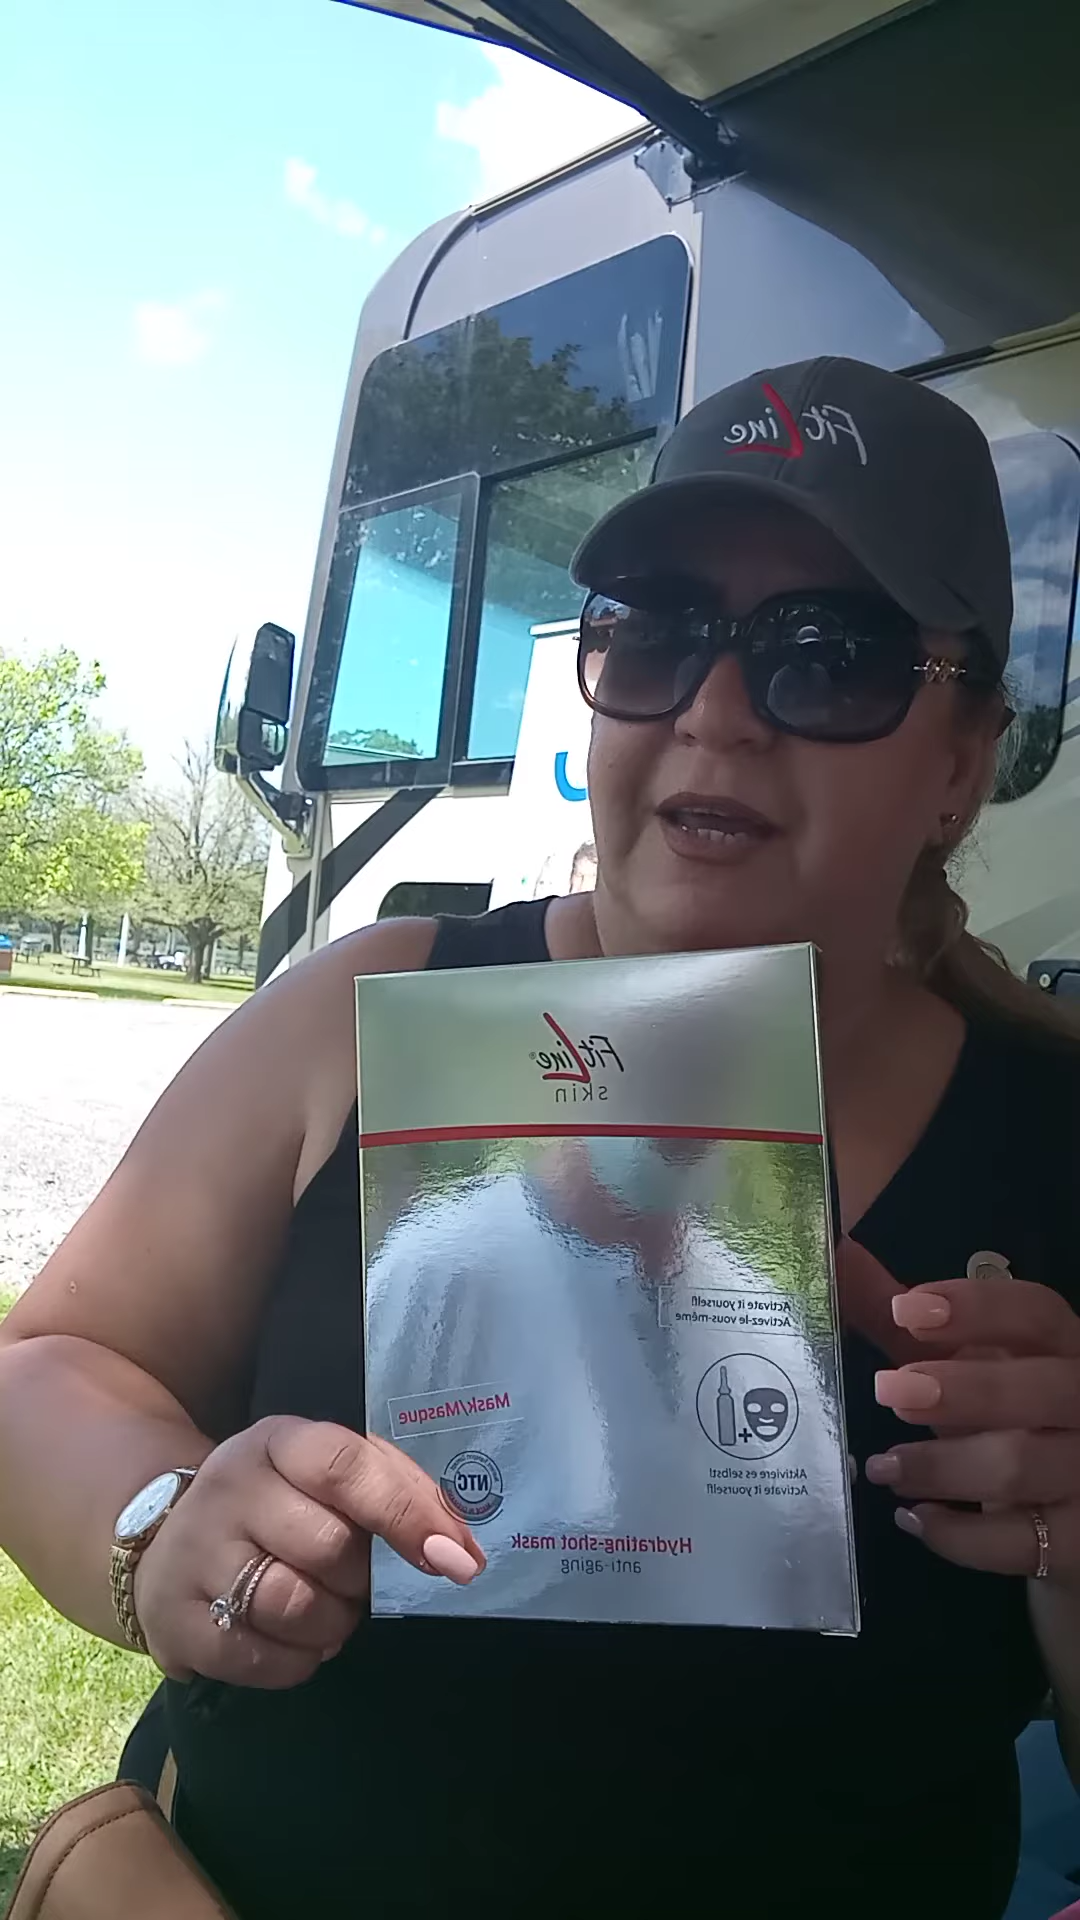 FitLine
FitLine®
skin
Activate it yourself!
Activez-le vous-même
Mask/Masque
NTC
Aktiviere es selbst!
Activate it yourself!
Hydrating-shot mask
anti-aging